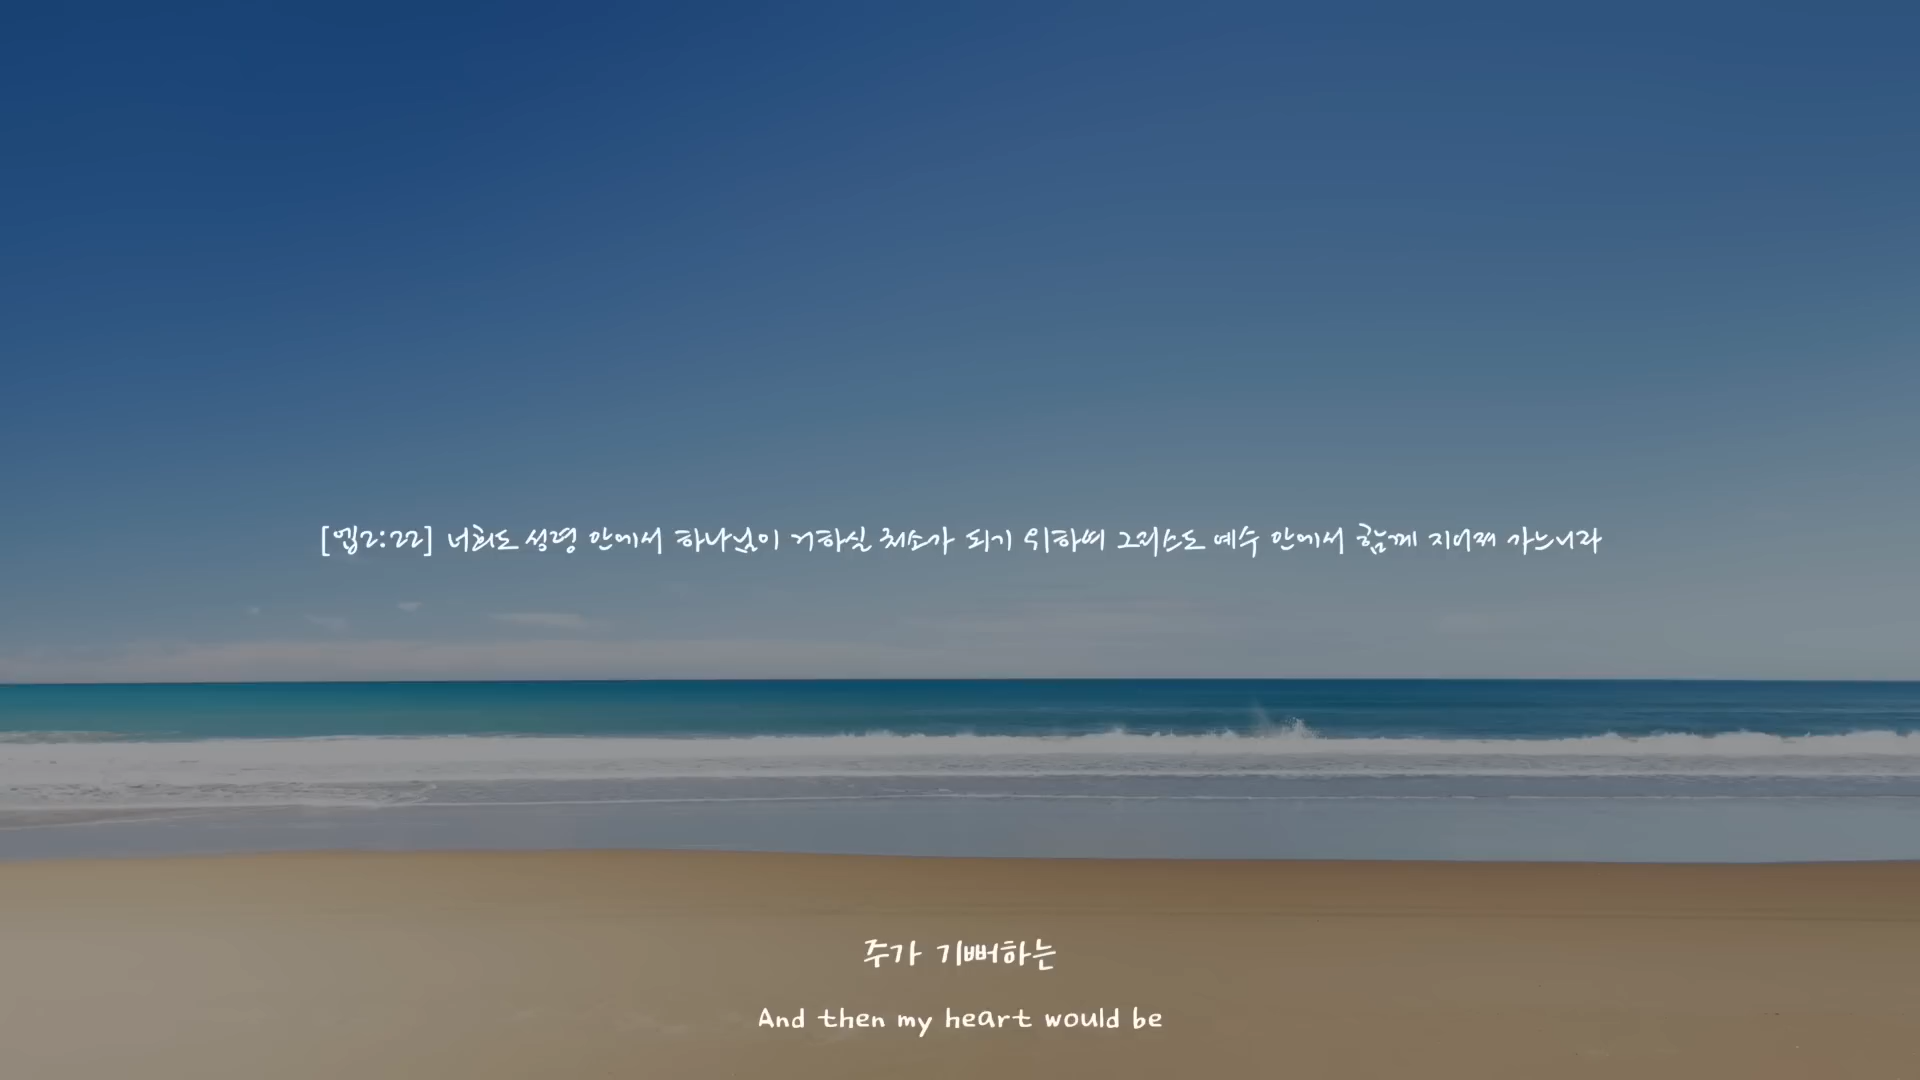 [엡2:22] 너희도 성령 안에서 하나님이 거하실 처소가 되기 위하여 그리스도 예수 안에서 함께 지어져 가느니라
주가 기뻐하는
And then my heart would be